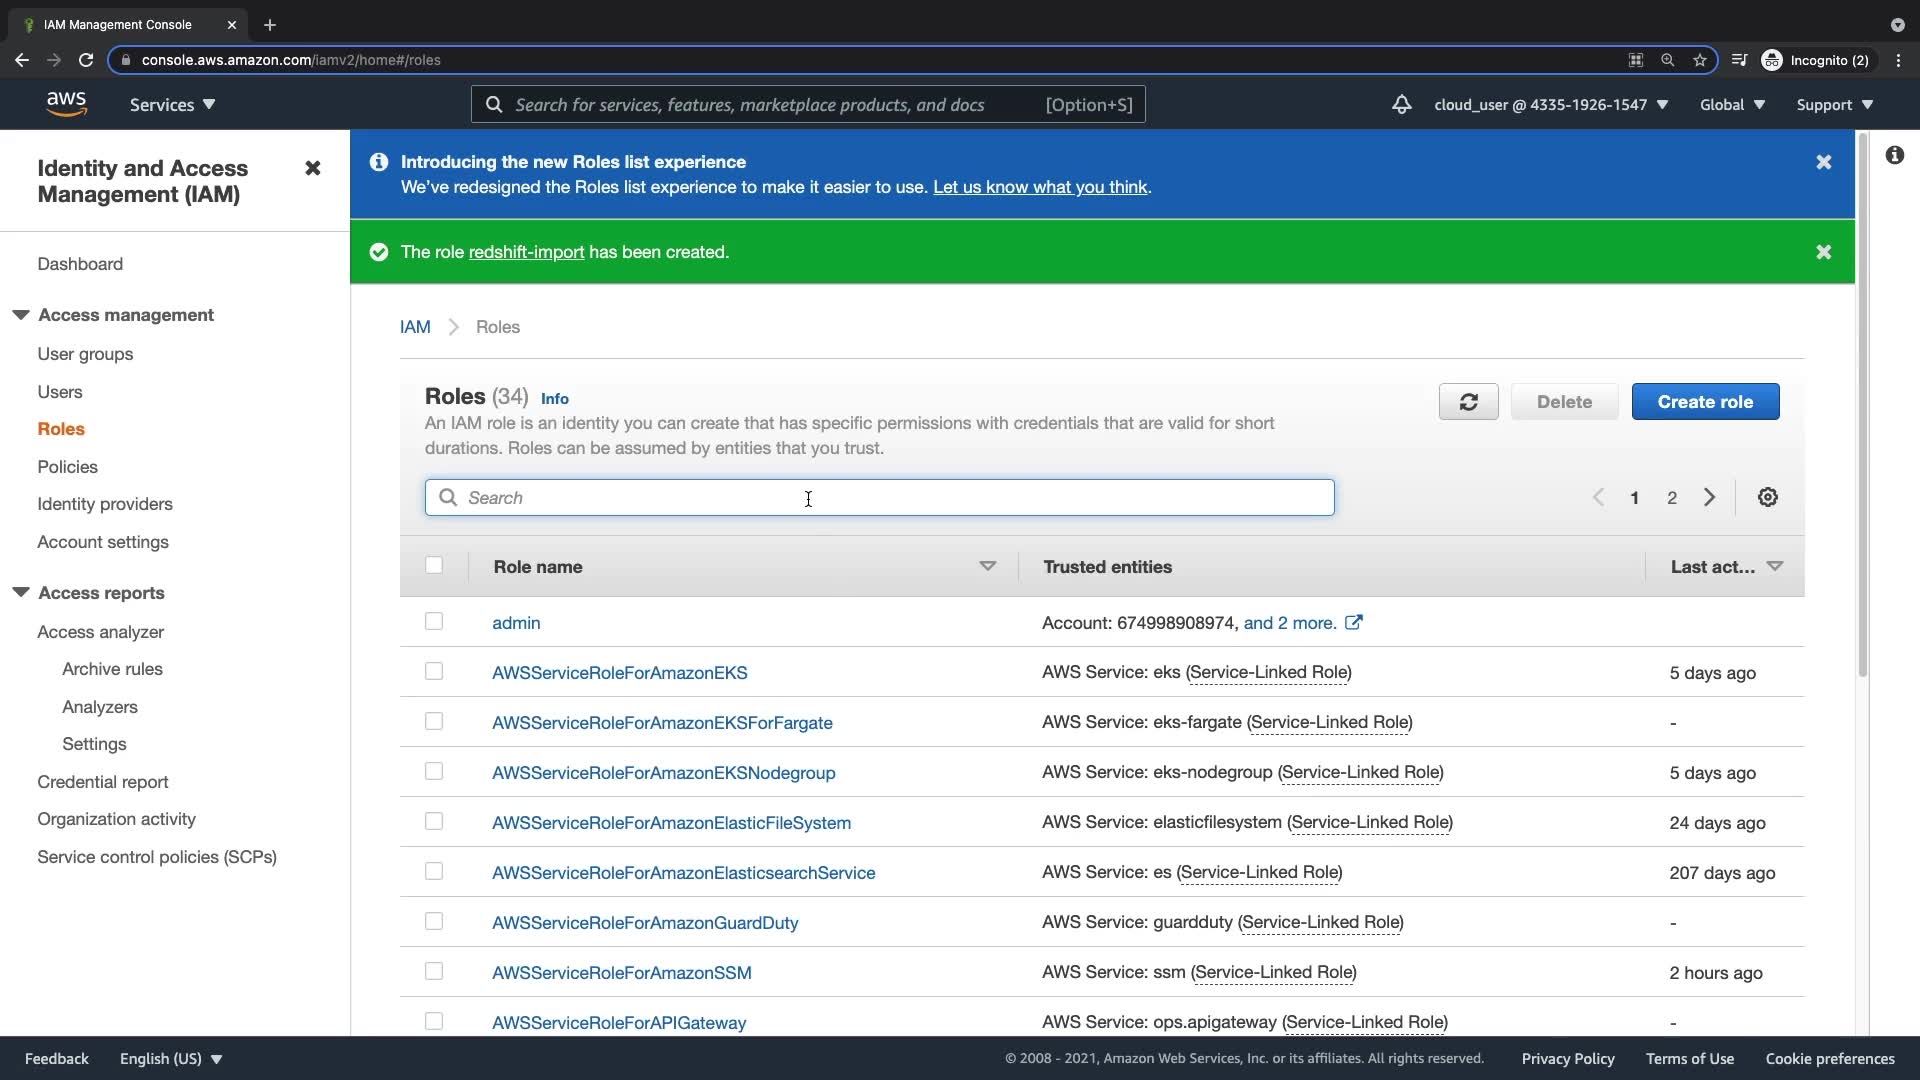 IAM Management Console
console.aws.amazon.com/iamv2/home#/roles
Incognito (2)
aws
Services
Search for services, features, marketplace products, and docs [Option+S]
cloud_user @ 4335-1926-1547
Global
Support
Identity and Access Management (IAM)
Dashboard
Access management
User groups
Users
Roles
Policies
Identity providers
Account settings
Access reports
Access analyzer
Archive rules
Analyzers
Settings
Credential report
Organization activity
Service control policies (SCPs)
Introducing the new Roles list experience
We've redesigned the Roles list experience to make it easier to use. Let us know what you think.
The role redshift-import has been created.
IAM > Roles
Roles (34) Info
An IAM role is an identity you can create that has specific permissions with credentials that are valid for short
durations. Roles can be assumed by entities that you trust.
Delete
Create role
Search
1 2
Role name Trusted entities Last act...
admin Account: 674998908974, and 2 more.
AWSServiceRoleForAmazonEKS AWS Service: eks (Service-Linked Role) 5 days ago
AWSServiceRoleForAmazonEKSForFargate AWS Service: eks-fargate (Service-Linked Role) -
AWSServiceRoleForAmazonEKSNodegroup AWS Service: eks-nodegroup (Service-Linked Role) 5 days ago
AWSServiceRoleForAmazonElasticFileSystem AWS Service: elasticfilesystem (Service-Linked Role) 24 days ago
AWSServiceRoleForAmazonElasticsearchService AWS Service: es (Service-Linked Role) 207 days ago
AWSServiceRoleForAmazonGuardDuty AWS Service: guardduty (Service-Linked Role) -
AWSServiceRoleForAmazonSSM AWS Service: ssm (Service-Linked Role) 2 hours ago
AWSServiceRoleForAPIGateway AWS Service: ops.apigateway (Service-Linked Role) -
Feedback English (US) © 2008 - 2021, Amazon Web Services, Inc. or its affiliates. All rights reserved. Privacy Policy Terms of Use Cookie preferences